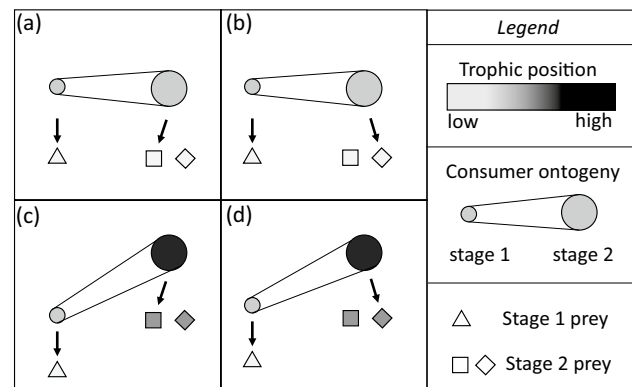 (a)
(b)
(c)
(d)
Legend
Trophic position
low high
Consumer ontogeny
stage 1 stage 2
Stage 1 prey
Stage 2 prey